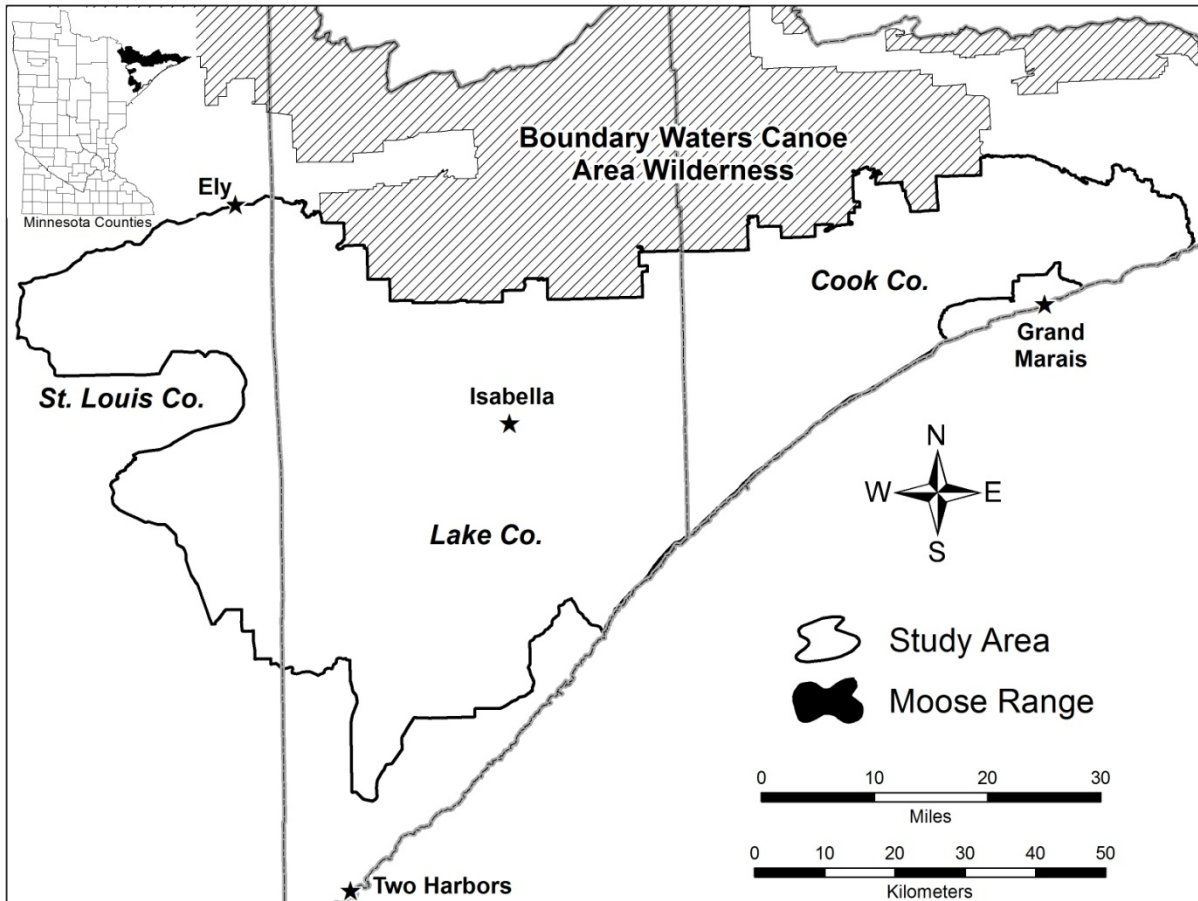 Boundary Waters Canoe
Area Wilderness
Ely
Minnesota Counties
Cook Co.
Grand
Marais
St. Louis Co.
Isabella
N
W E
S
Lake Co.
Study Area
Moose Range
0 10 20 30
Miles
0 10 20 30 40 50
Kilometers
Two Harbors